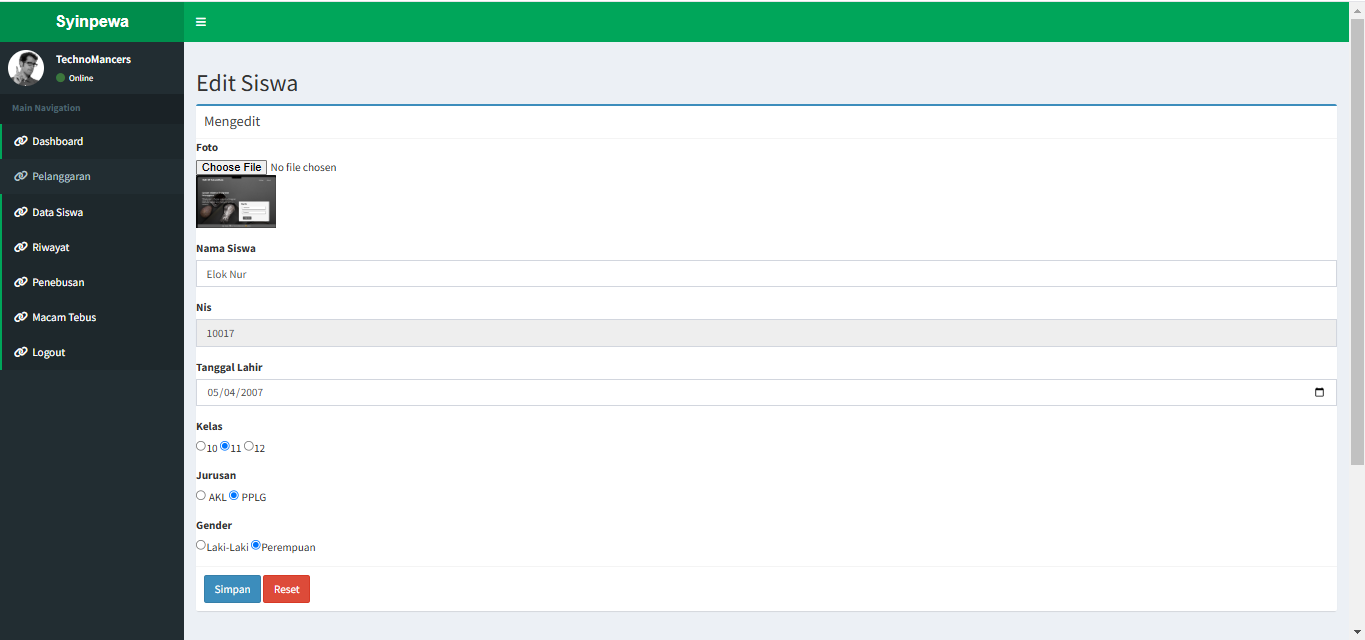 Syinpewa
TechnoMancers
Online
Main Navigation
Dashboard
Pelanggaran
Data Siswa
Riwayat
Penebusan
Macam Tebus
Logout
Edit Siswa
Mengedit
Foto
Choose File No file chosen
Nama Siswa
Elok Nur
Nis
10017
Tanggal Lahir
05/04/2007
Kelas
10 11 12
Jurusan
AKL PPLG
Gender
Laki-Laki Perempuan
Simpan Reset